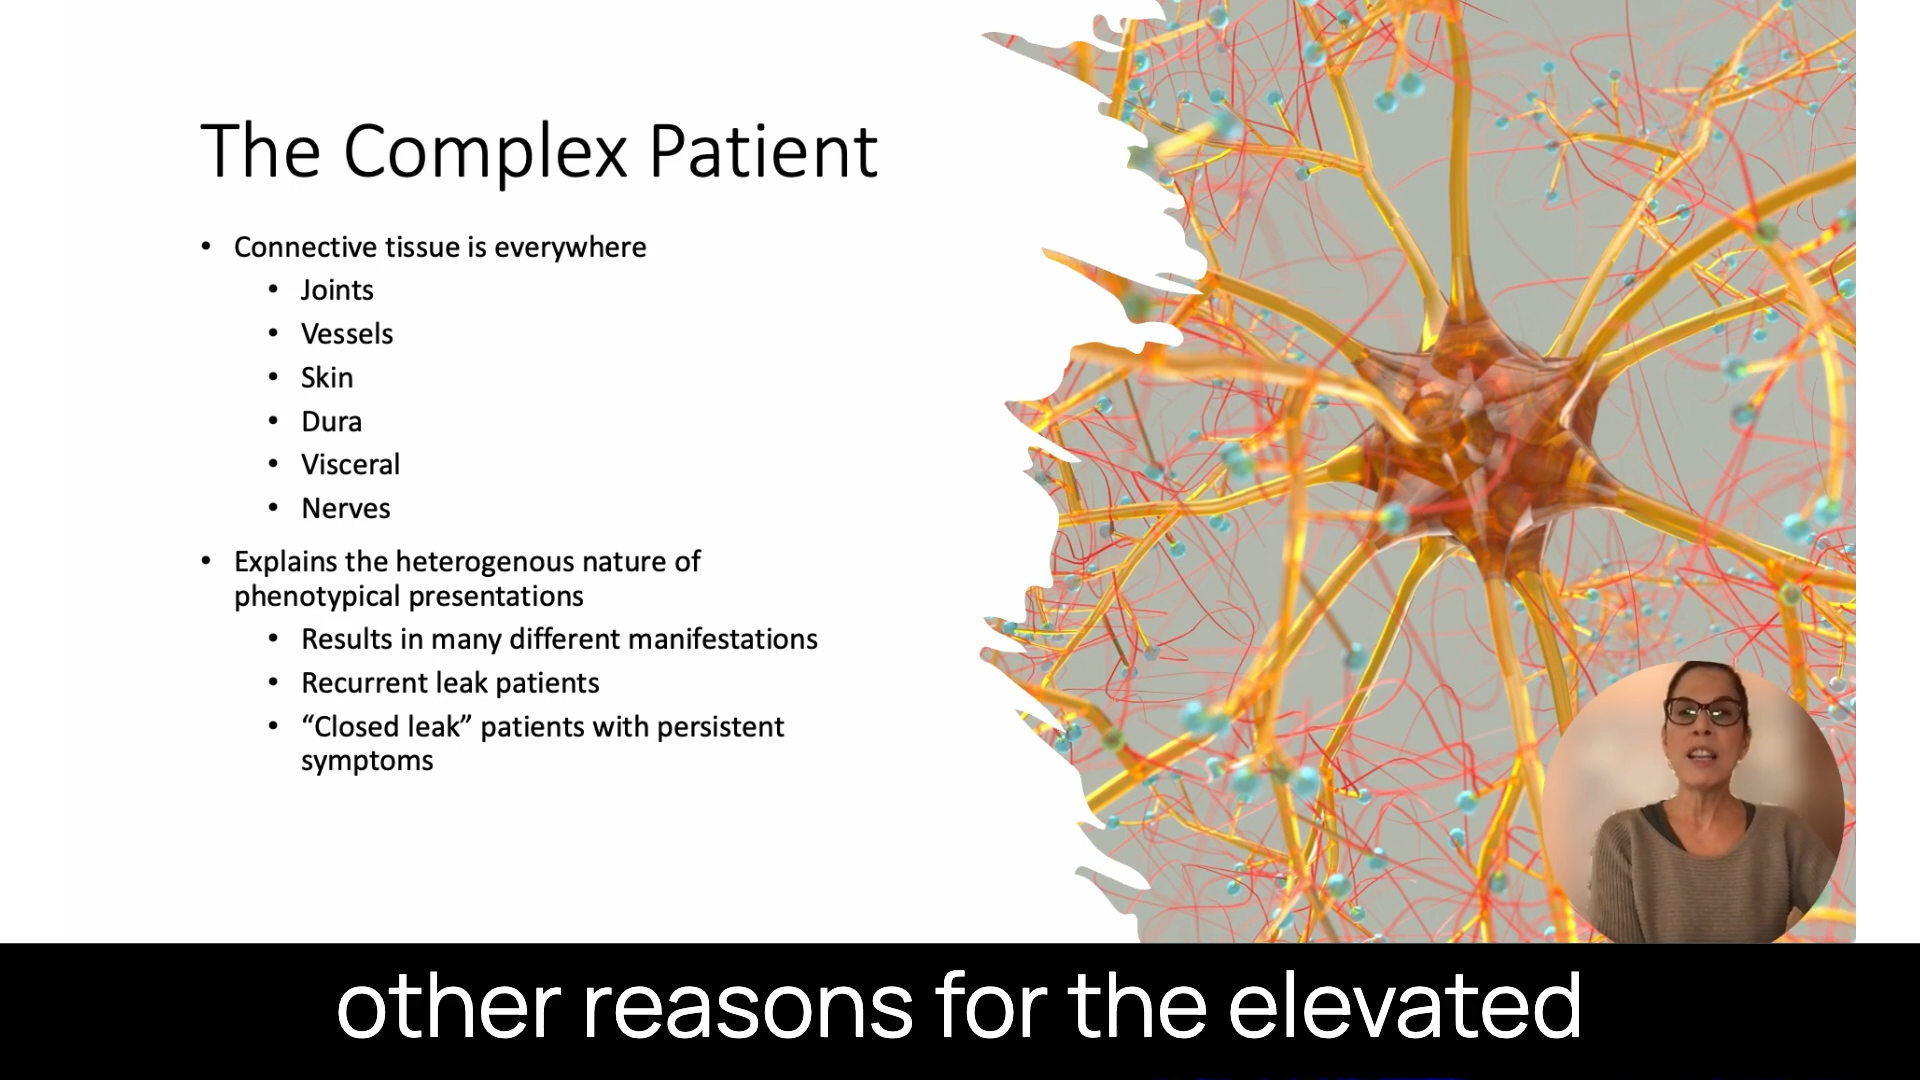 The Complex Patient
• Connective tissue is everywhere
• Joints
• Vessels
• Skin
• Dura
• Visceral
• Nerves
• Explains the heterogenous nature of
phenotypical presentations
• Results in many different manifestations
• Recurrent leak patients
• “Closed leak” patients with persistent
symptoms
other reasons for the elevated